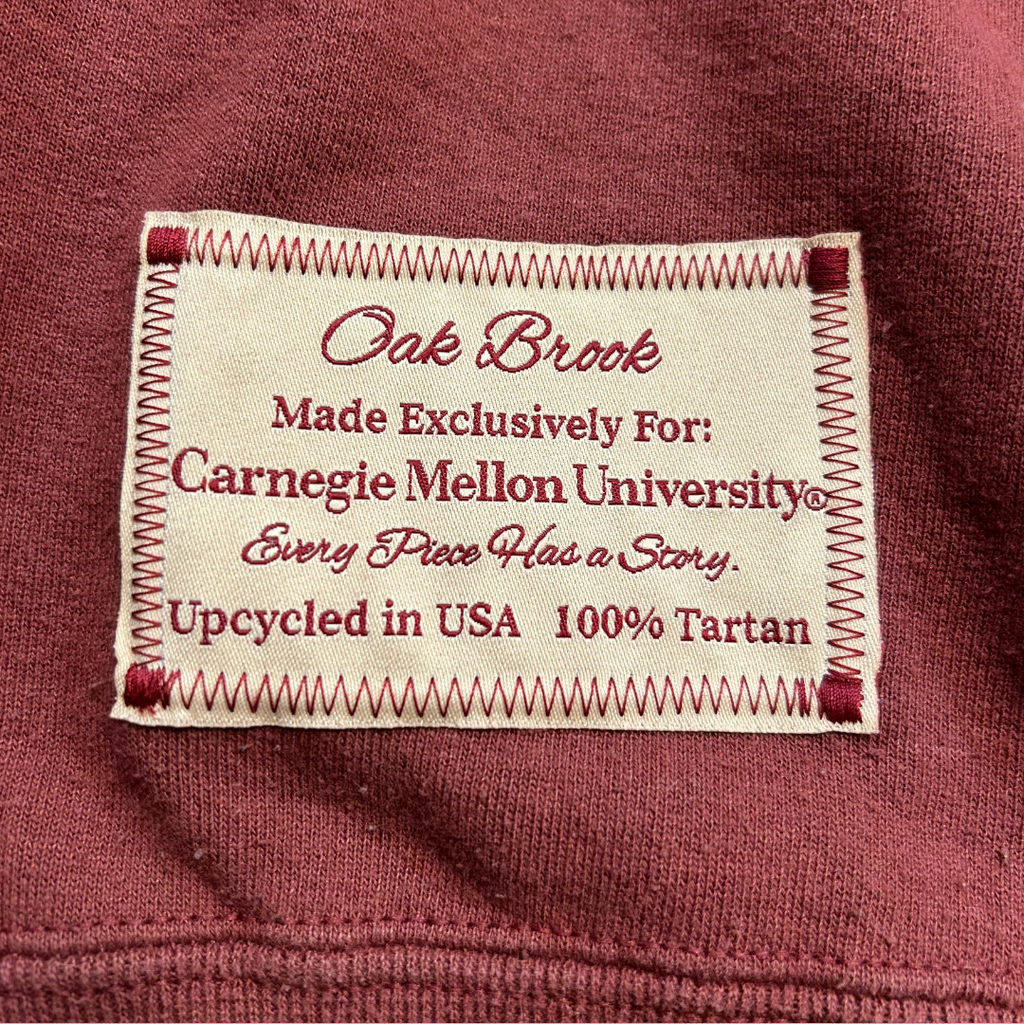 Oak Brook
Made Exclusively For:
Carnegie Mellon University®
Every Piece Has a Story.
Upcycled in USA 100% Tartan